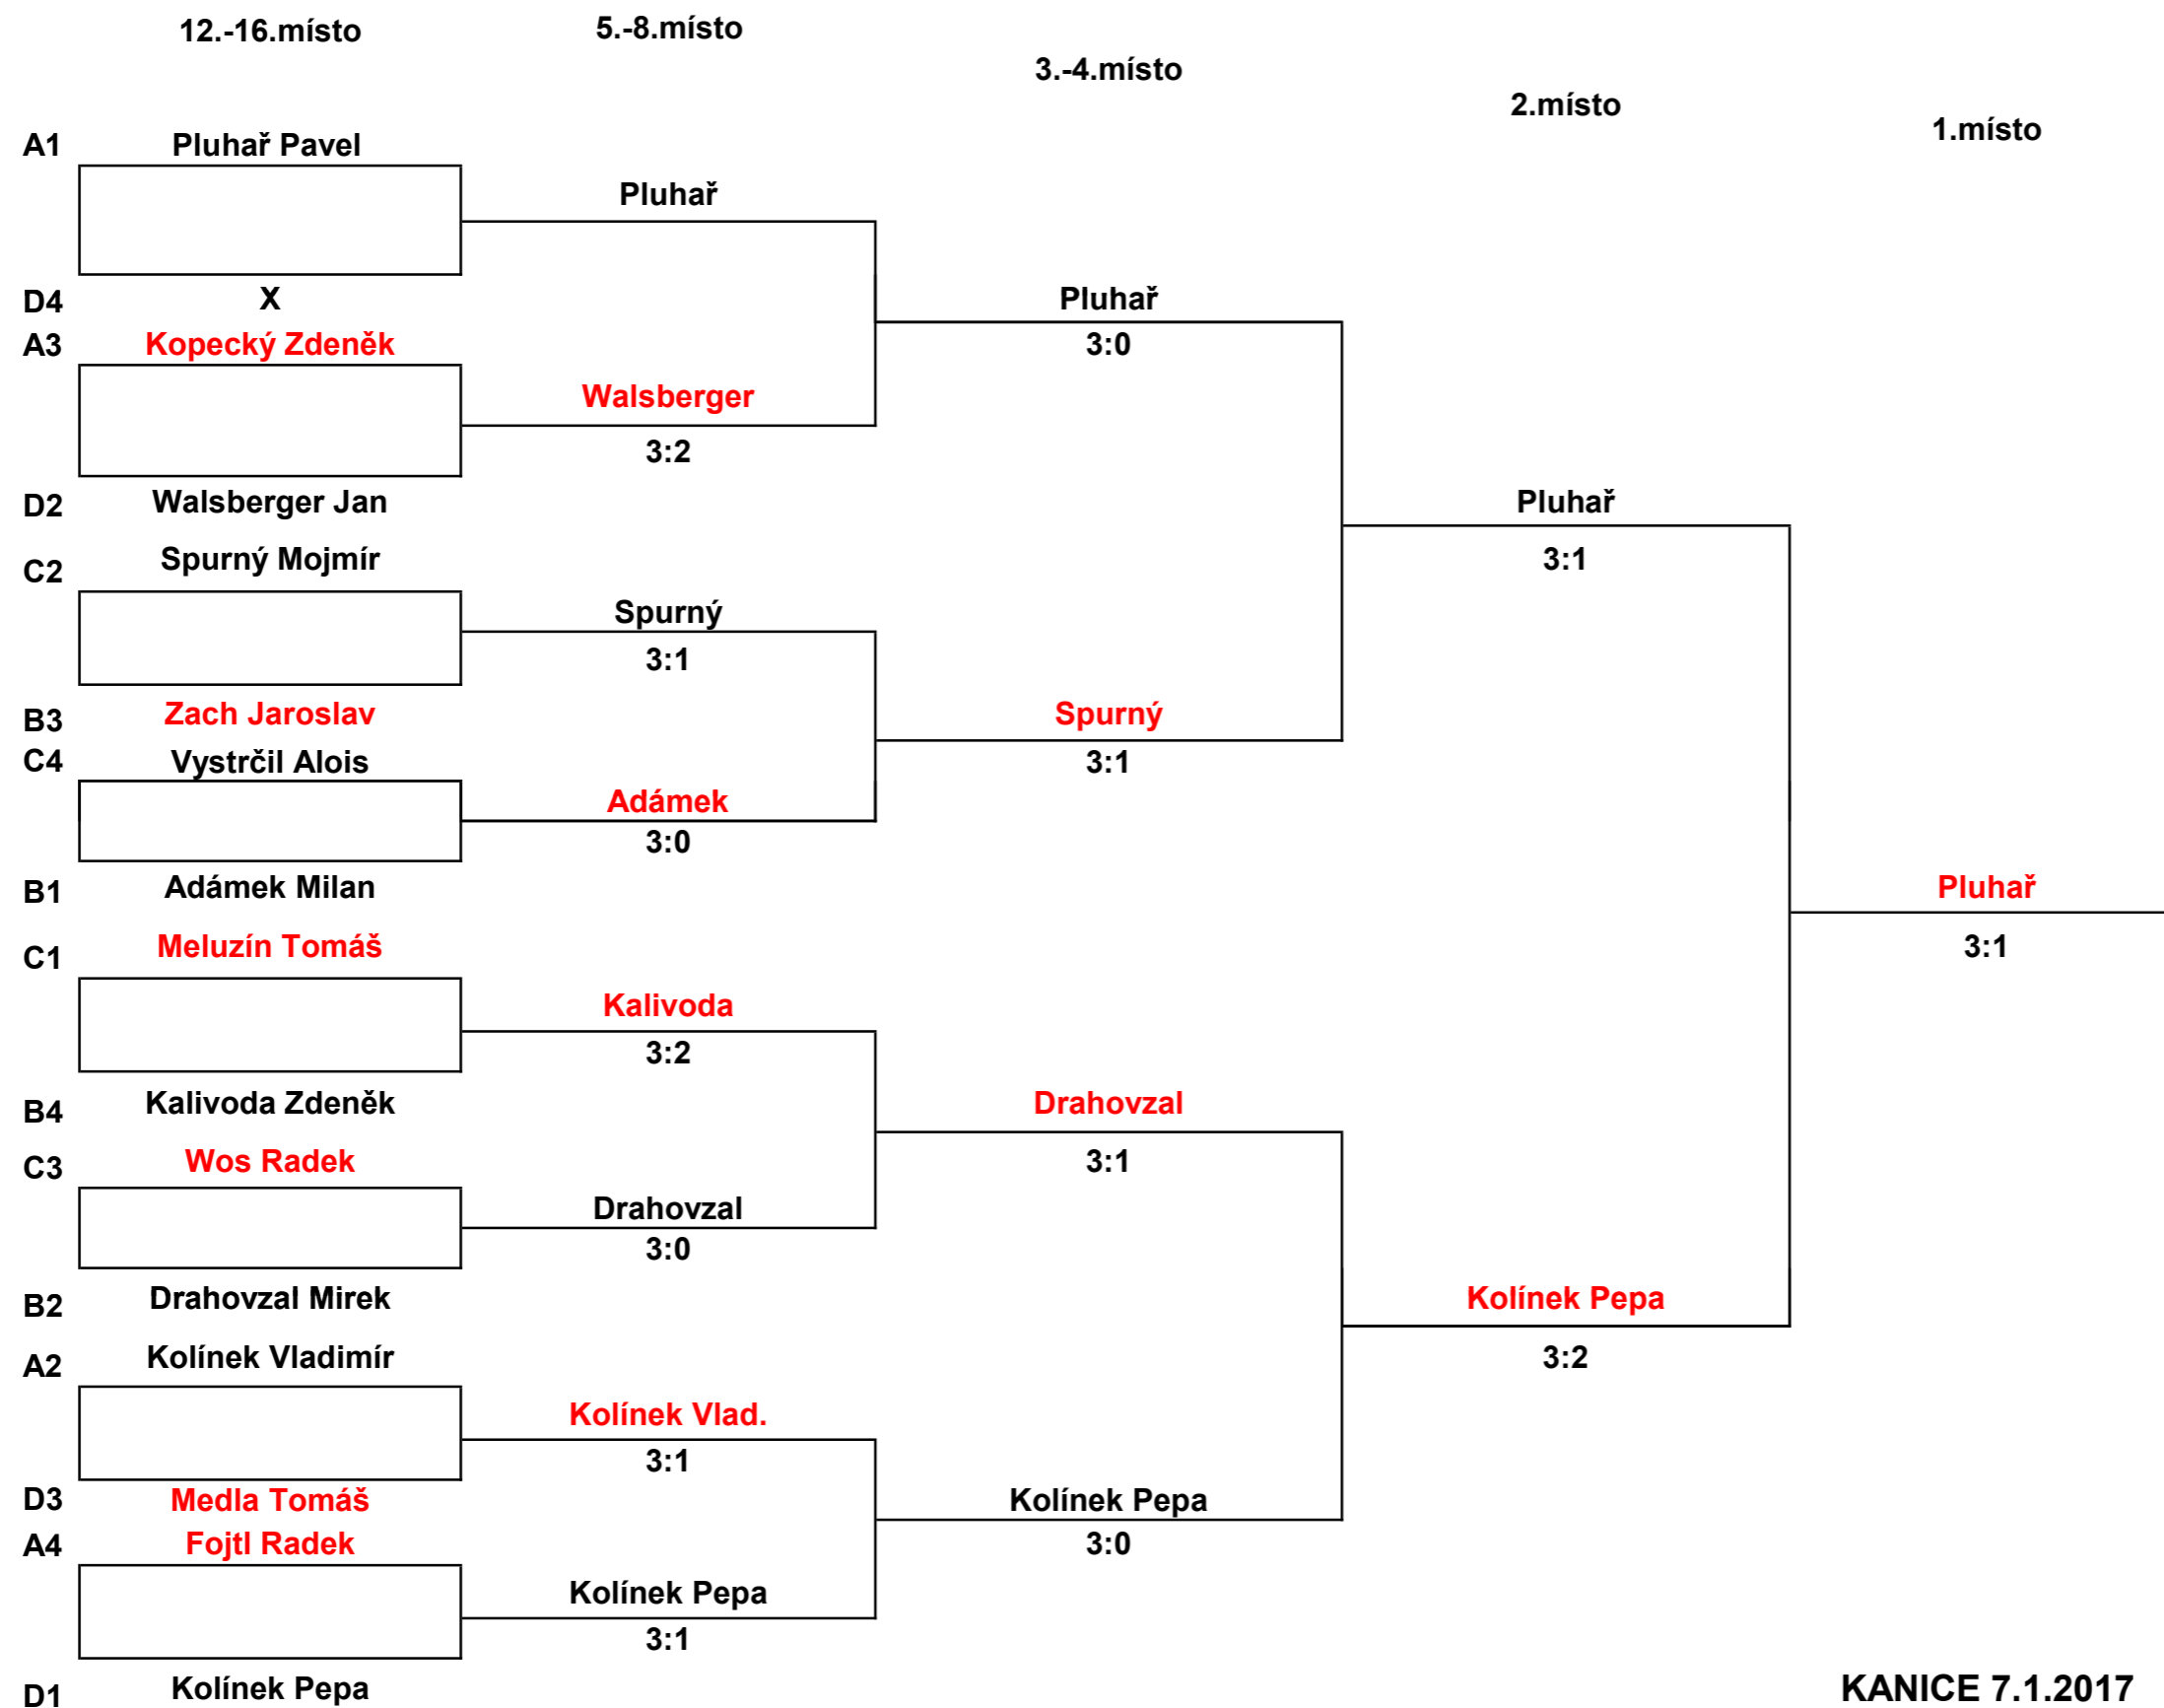 12.-16.místo
5.-8.místo
3.-4.místo
2.místo
1.místo
A1 Pluhař Pavel
Pluhař
D4 X
Pluhař
A3 Kopecký Zdeněk
3:0
Walsberger
3:2
D2 Walsberger Jan
Pluhař
C2 Spurný Mojmír
3:1
Spurný
3:1
B3 Zach Jaroslav
Spurný
C4 Vystrčil Alois
3:1
Adámek
3:0
B1 Adámek Milan
Pluhař
C1 Meluzín Tomáš
3:1
Kalivoda
3:2
B4 Kalivoda Zdeněk
Drahovzal
C3 Wos Radek
3:1
Drahovzal
3:0
B2 Drahovzal Mirek
Kolínek Pepa
A2 Kolínek Vladimír
3:2
Kolínek Vlad.
3:1
D3 Medla Tomáš
Kolínek Pepa
A4 Fojtl Radek
3:0
Kolínek Pepa
3:1
D1 Kolínek Pepa
KANICE 7.1.2017